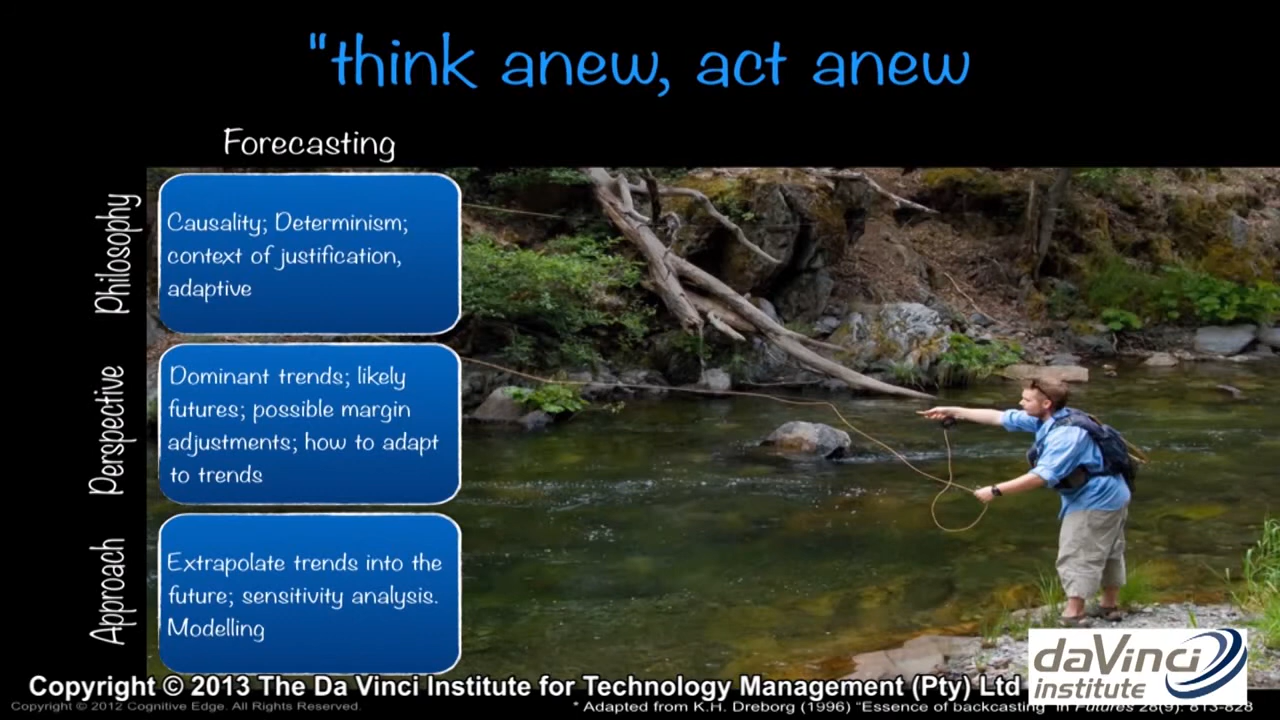 "think anew, act anew
Forecasting
Philosophy
Causality; Determinism;
context of justification,
adaptive
Perspective
Dominant trends; likely
futures; possible margin
adjustments; how to adapt
to trends
Approach
Extrapolate trends into the
future; sensitivity analysis.
Modelling
Copyright © 2013 The Da Vinci Institute for Technology Management (Pty) Ltd
daVinci
institute
Copyright © 2012 Cognitive Edge. All Rights Reserved.
* Adapted from K.H. Dreborg (1996) "Essence of backcasting" in Futures 28(9): 813-828